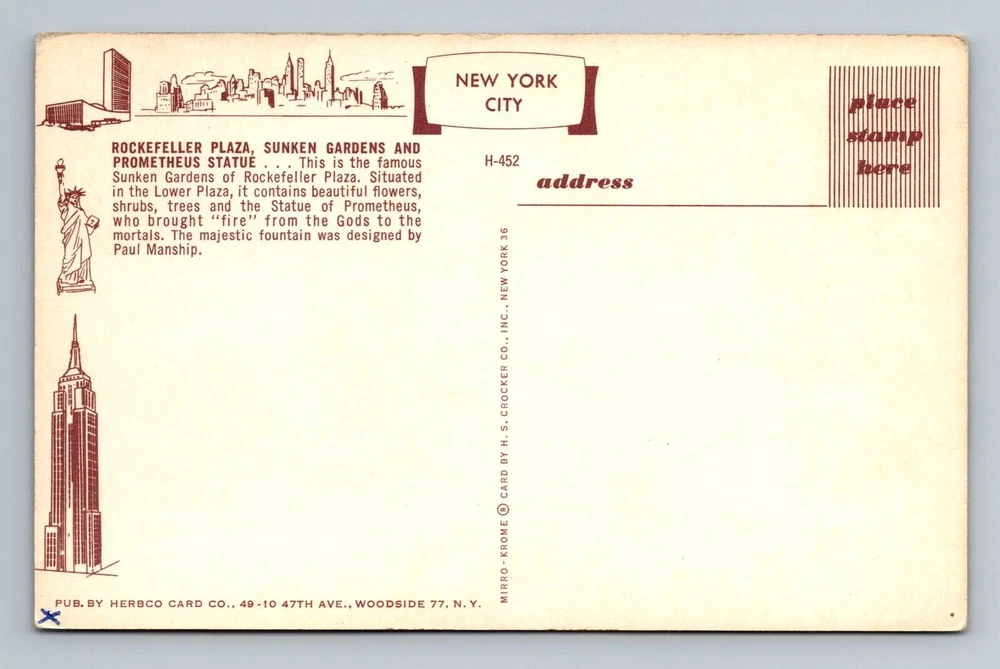 NEW YORK
CITY
place
stamp
here
ROCKEFELLER PLAZA, SUNKEN GARDENS AND
PROMETHEUS STATUE . . . This is the famous
Sunken Gardens of Rockefeller Plaza. Situated
in the Lower Plaza, it contains beautiful flowers,
shrubs, trees and the Statue of Prometheus,
who brought "fire" from the Gods to the
mortals. The majestic fountain was designed by
Paul Manship.
H-452
address
MIRRO-KROME ® CARD BY H. S. CROCKER CO., INC., NEW YORK 36
PUB. BY HERBCO CARD CO., 49-10 47TH AVE., WOODSIDE 77, N. Y.
X